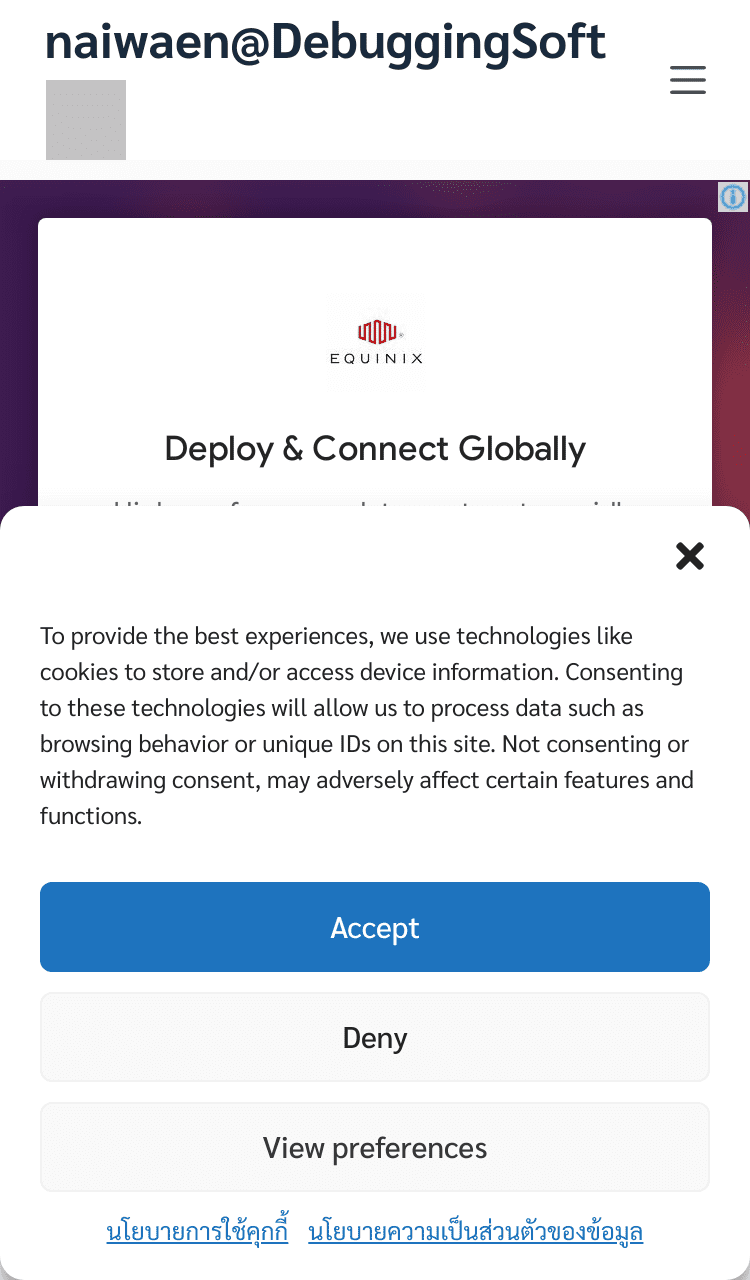 naiwaen@DebuggingSoft
EQUINIX
Deploy & Connect Globally
To provide the best experiences, we use technologies like
cookies to store and/or access device information. Consenting
to these technologies will allow us to process data such as
browsing behavior or unique IDs on this site. Not consenting or
withdrawing consent, may adversely affect certain features and
functions.
Accept
Deny
View preferences
นโยบายการใช้คุกกี้ นโยบายความเป็นส่วนตัวของข้อมูล